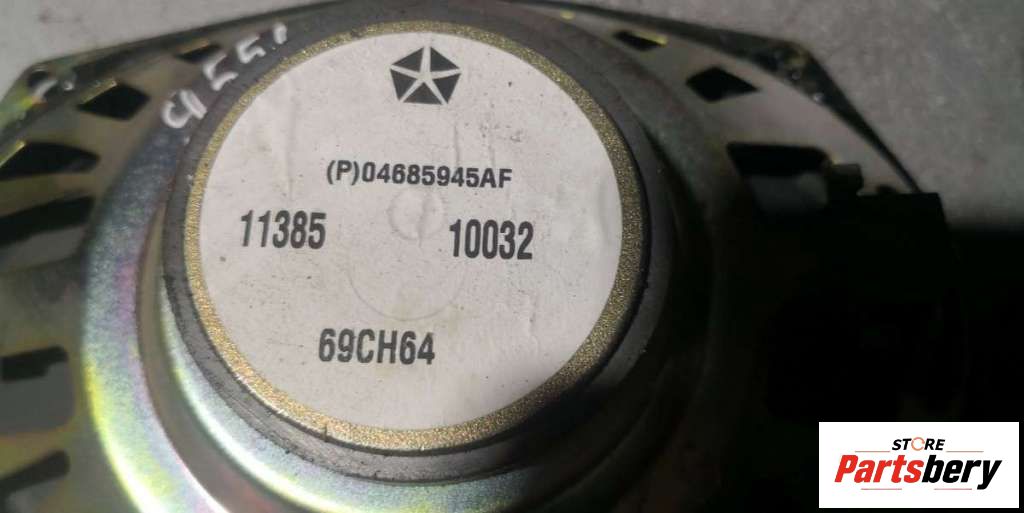 (P)04685945AF
11385 10032
69CH64
STORE
Partsbery